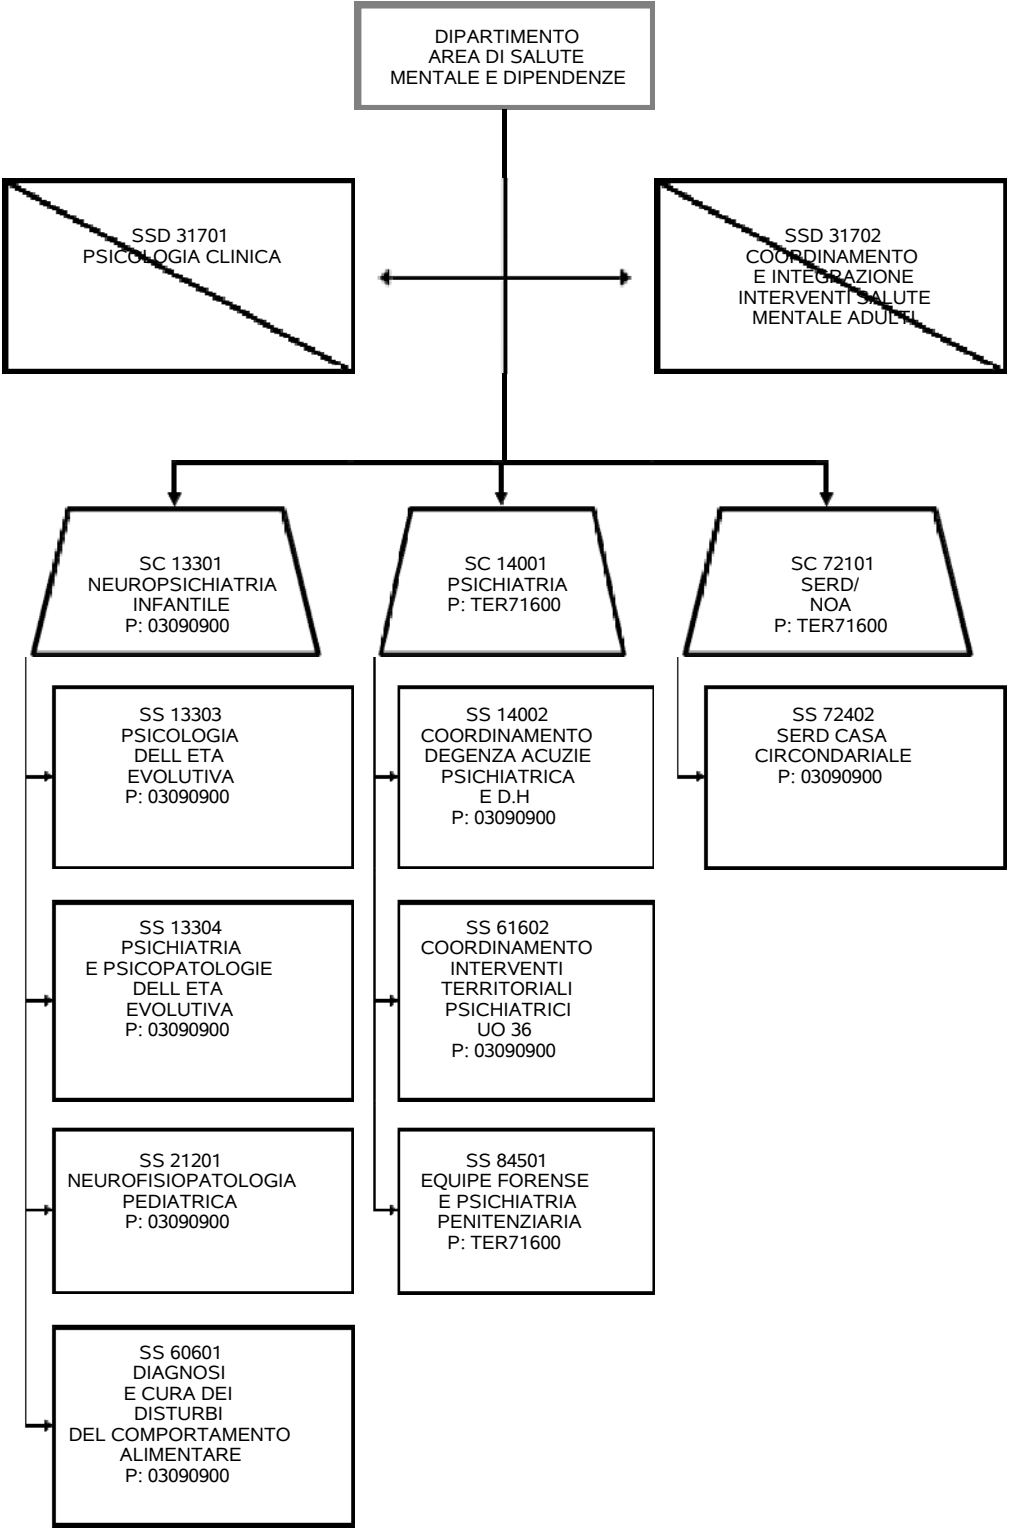 DIPARTIMENTO
AREA DI SALUTE
MENTALE E DIPENDENZE
SSD 31701
PSICOLOGIA CLINICA
SSD 31702
COORDINAMENTO
E INTEGRAZIONE
INTERVENTI SALUTE
MENTALE ADULTI
SC 13301
NEUROPSICHIATRIA
INFANTILE
P: 03090900
SC 14001
PSICHIATRIA
P: TER71600
SC 72101
SERD/
NOA
P: TER71600
SS 13303
PSICOLOGIA
DELL ETA
EVOLUTIVA
P: 03090900
SS 14002
COORDINAMENTO
DEGENZA ACUZIE
PSICHIATRICA
E D.H
P: 03090900
SS 72402
SERD CASA
CIRCONDARIALE
P: 03090900
SS 13304
PSICHIATRIA
E PSICOPATOLOGIE
DELL ETA
EVOLUTIVA
P: 03090900
SS 61602
COORDINAMENTO
INTERVENTI
TERRITORIALI
PSICHIATRICI
UO 36
P: 03090900
SS 21201
NEUROFISIOPATOLOGIA
PEDIATRICA
P: 03090900
SS 84501
EQUIPE FORENSE
E PSICHIATRIA
PENITENZIARIA
P: TER71600
SS 60601
DIAGNOSI
E CURA DEI
DISTURBI
DEL COMPORTAMENTO
ALIMENTARE
P: 03090900